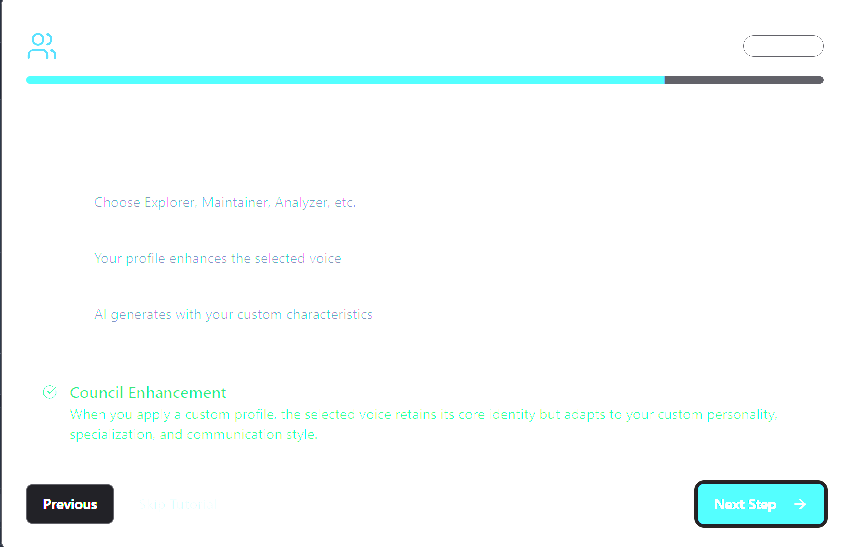 Choose Explorer, Maintainer, Analyzer, etc.
Your profile enhances the selected voice
AI generates with your custom characteristics
Council Enhancement
When you apply a custom profile, the selected voice retains its core identity but adapts to your custom personality,
specialization, and communication style.
Previous
Next Step